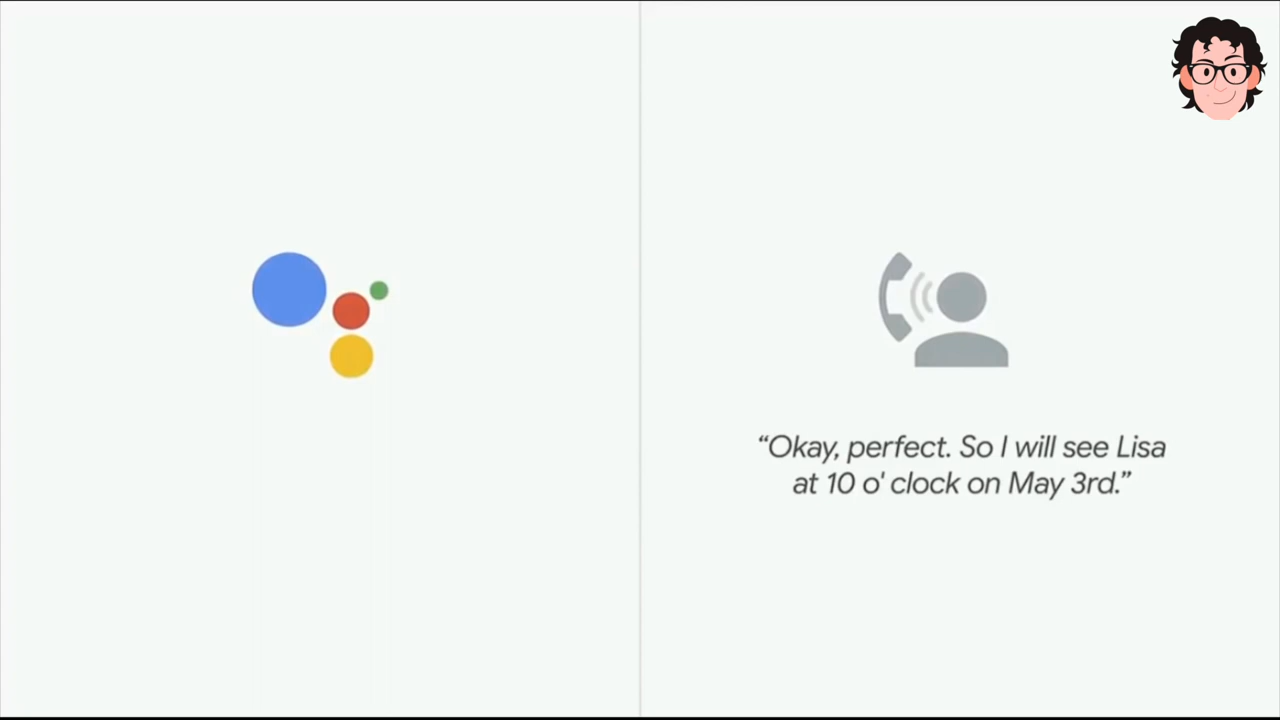 “Okay, perfect. So I will see Lisa
at 10 o' clock on May 3rd.”